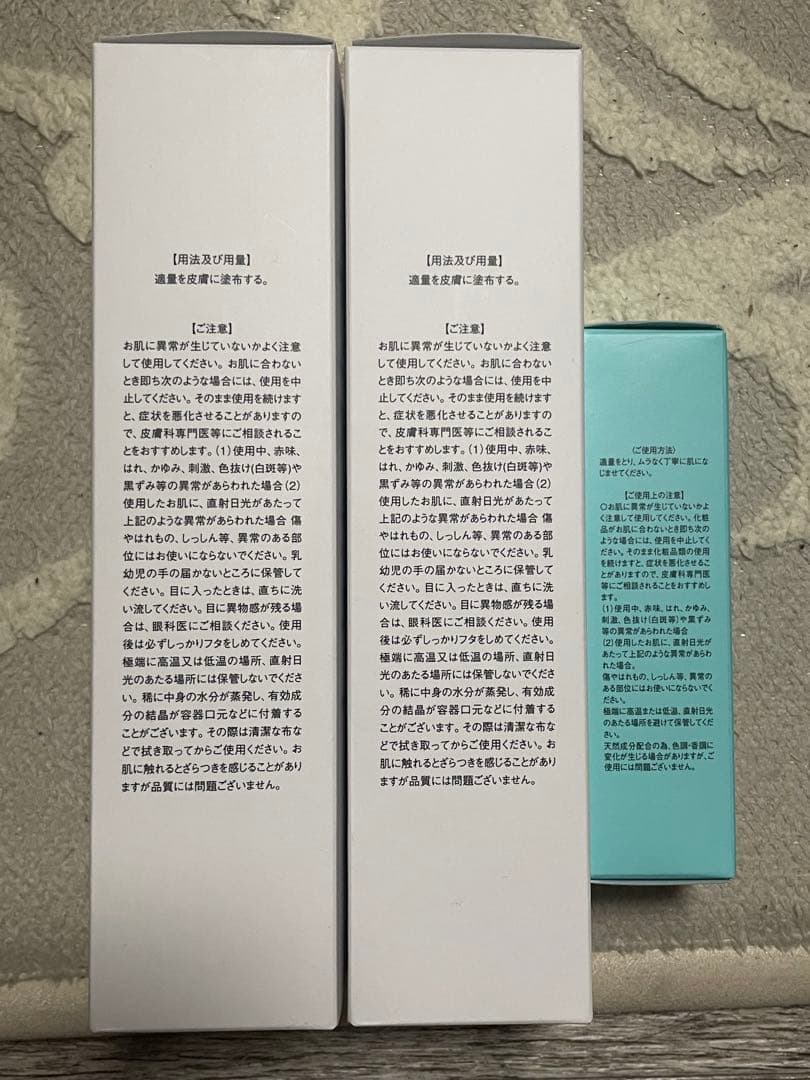 【用法及び用量】
適量を皮膚に塗布する。
【ご注意】
お肌に異常が生じていないかよく注意
して使用してください。お肌に合わない
とき即ち次のような場合には、使用を中
止してください。そのまま使用を続けます
と、症状を悪化させることがありますの
で、皮膚科専門医等にご相談されるこ
とをおすすめします。(1)使用中、赤味、
はれ、かゆみ、刺激、色抜け(白斑等)や
黒ずみ等の異常があらわれた場合(2)
使用したお肌に、直射日光があたって
上記のような異常があらわれた場合 傷
やはれもの、しっしん等、異常のある部
位にはお使いにならないでください。乳
幼児の手の届かないところに保管して
ください。目に入ったときは、直ちに洗
い流してください。目に異物感が残る場
合は、眼科医にご相談ください。使用
後は必ずしっかりフタをしめてください。
極端に高温又は低温の場所、直射日
光のあたる場所には保管しないでくださ
い。稀に中身の水分が蒸発し、有効成
分の結晶が容器口元などに付着する
ことがございます。その際は清潔な布な
どで拭き取ってからご使用ください。お
肌に触れるとざらつきを感じることがあり
ますが品質には問題ございません。
【用法及び用量】
適量を皮膚に塗布する。
【ご注意】
お肌に異常が生じていないかよく注意
して使用してください。お肌に合わない
とき即ち次のような場合には、使用を中
止してください。そのまま使用を続けます
と、症状を悪化させることがありますの
で、皮膚科専門医等にご相談されるこ
とをおすすめします。(1)使用中、赤味、
はれ、かゆみ、刺激、色抜け(白斑等)や
黒ずみ等の異常があらわれた場合(2)
使用したお肌に、直射日光があたって
上記のような異常があらわれた場合 傷
やはれもの、しっしん等、異常のある部
位にはお使いにならないでください。乳
幼児の手の届かないところに保管して
ください。目に入ったときは、直ちに洗
い流してください。目に異物感が残る場
合は、眼科医にご相談ください。使用
後は必ずしっかりフタをしめてください。
極端に高温又は低温の場所、直射日
光のあたる場所には保管しないでくださ
い。稀に中身の水分が蒸発し、有効成
分の結晶が容器口元などに付着する
ことがございます。その際は清潔な布な
どで拭き取ってからご使用ください。お
肌に触れるとざらつきを感じることがあり
ますが品質には問題ございません。
〈ご使用方法〉
適量をとり、ムラなく丁寧に肌にな
じませてください。
【ご使用上の注意】
○お肌に異常が生じていないかよ
く注意して使用してください。化粧
品がお肌に合わないとき即ち次の
ような場合には、使用を中止してく
ださい。そのまま化粧品類の使用
を続けますと、症状を悪化させるこ
とがありますので、皮膚科専門医
等にご相談されることをおすすめし
ます。
(1)使用中、赤味、はれ、かゆみ、
刺激、色抜け(白斑等)や黒ずみ
等の異常があらわれた場合
(2)使用したお肌に、直射日光が
あたって上記のような異常があらわ
れた場合。
傷やはれもの、しっしん等、異常の
ある部位にはお使いにならないでく
ださい。
極端に高温または低温、直射日光
のあたる場所を避けて保管してくだ
さい。
天然成分配合の為、色調・香調に
変化が生じる場合がありますが、ご
使用には問題ございません。